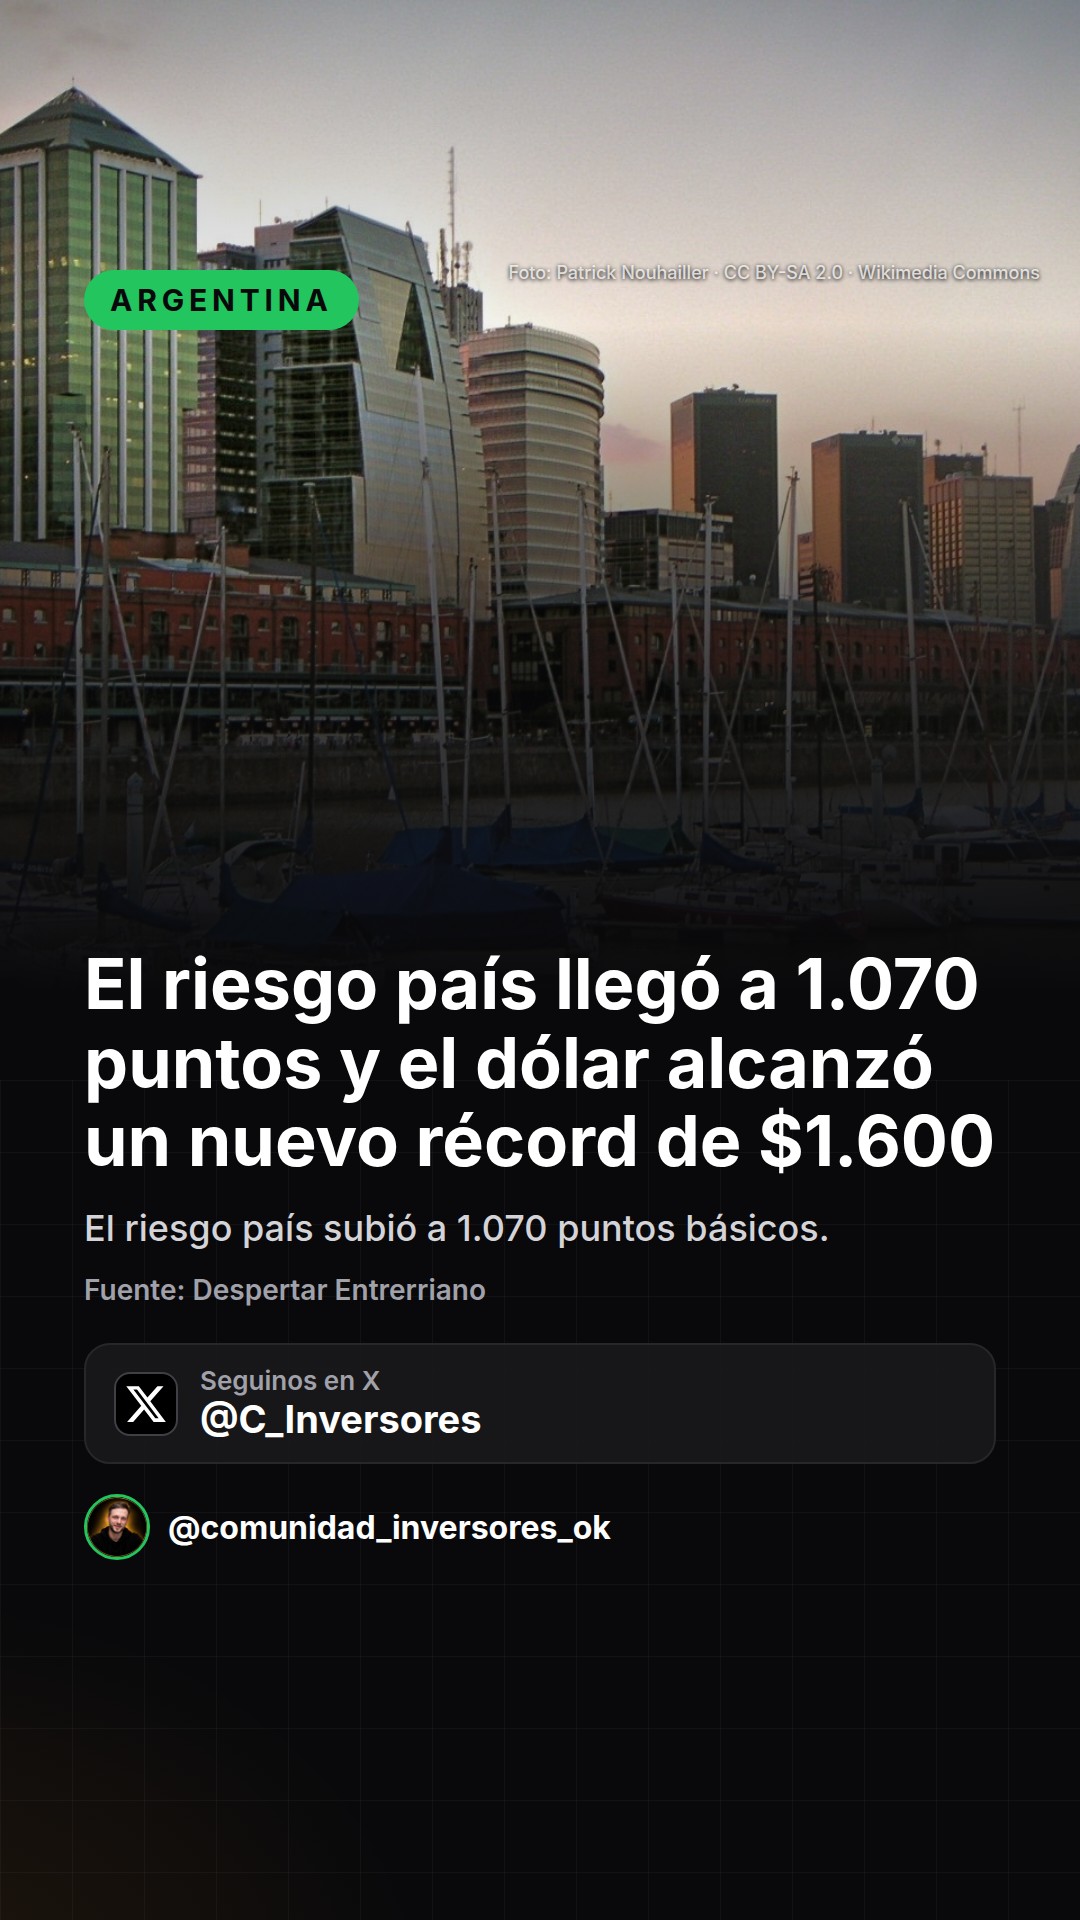 Foto: Patrick Nouhailler · CC BY-SA 2.0 · Wikimedia Commons
ARGENTINA
El riesgo país llegó a 1.070
puntos y el dólar alcanzó
un nuevo récord de $1.600
El riesgo país subió a 1.070 puntos básicos.
Fuente: Despertar Entrerriano
Seguinos en X
@C_Inversores
@comunidad_inversores_ok